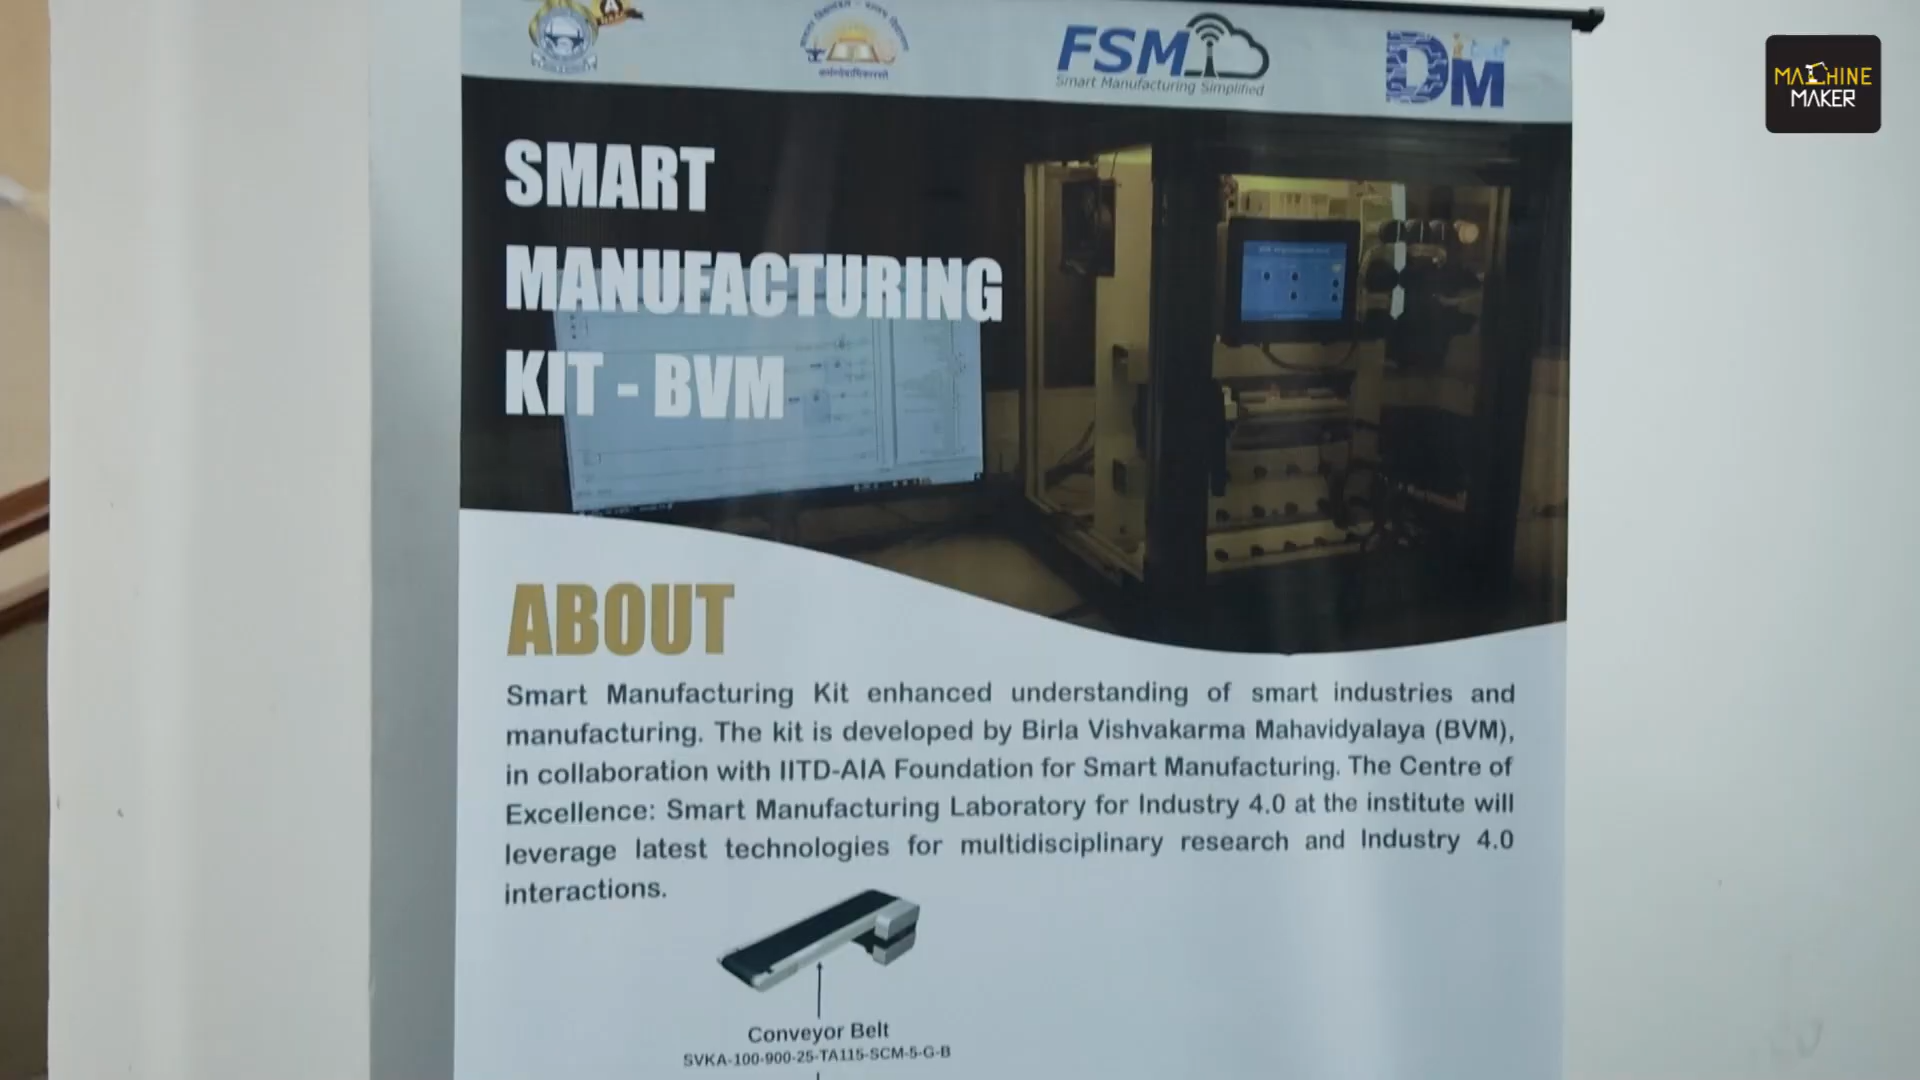 FSM
Smart Manufacturing Simplified
DM
MACHINE
MAKER
SMART
MANUFACTURING
KIT - BVM
ABOUT
Smart Manufacturing Kit enhanced understanding of smart industries and
manufacturing. The kit is developed by Birla Vishvakarma Mahavidyalaya (BVM),
in collaboration with IITD-AIA Foundation for Smart Manufacturing. The Centre of
Excellence: Smart Manufacturing Laboratory for Industry 4.0 at the institute will
leverage latest technologies for multidisciplinary research and Industry 4.0
interactions.
Conveyor Belt
SVKA-100-900-25-TA115-SCM-5-G-B